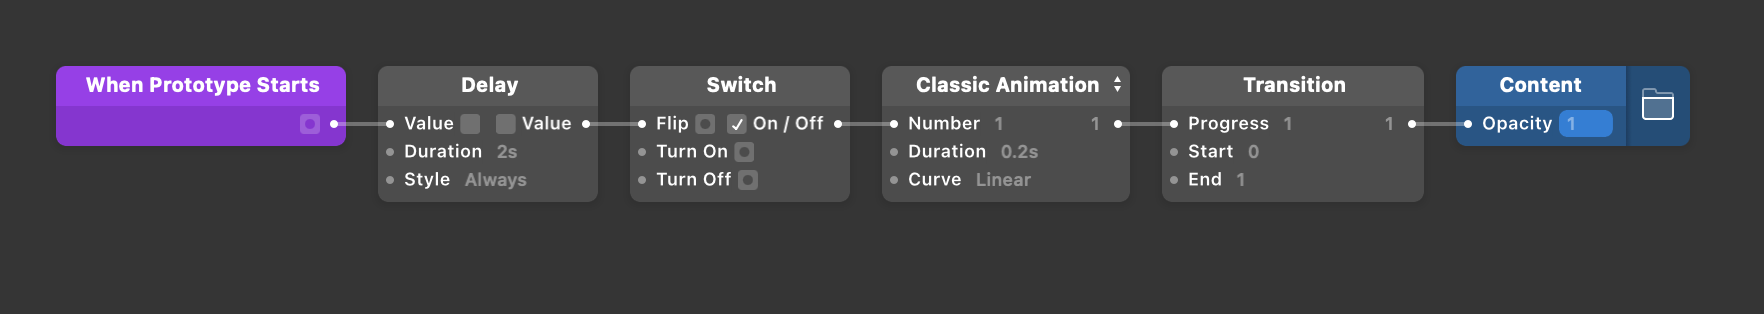 When Prototype Starts
Delay
Value Value
Duration 2s
Style Always
Switch
Flip On / Off
Turn On
Turn Off
Classic Animation
Number 1 1
Duration 0.2s
Curve Linear
Transition
Progress 1 1
Start 0
End 1
Content
Opacity 1